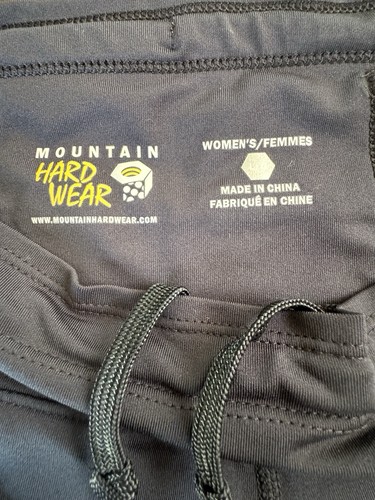 MOUNTAIN
HARD
WEAR
WWW.MOUNTAINHARDWEAR.COM
WOMEN'S/FEMMES
MADE IN CHINA
FABRIQUÉ EN CHINE